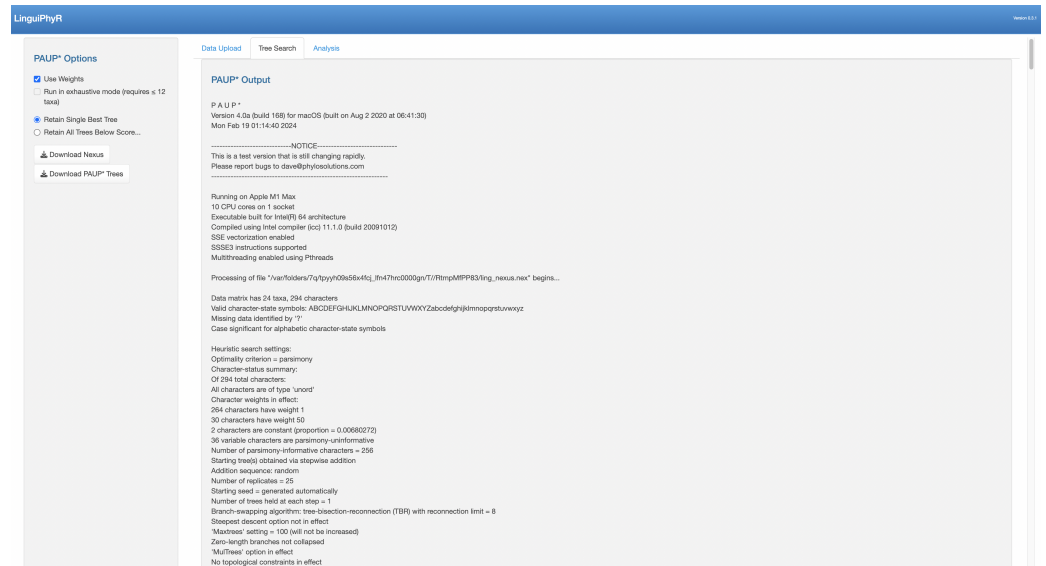 LinguiPhyR
Version 0.2.1
PAUP* Options
Use Weights
Run in exhaustive mode (requires ≤ 12
taxa)
Retain Single Best Tree
Retain All Trees Below Score...
Download Nexus
Download PAUP* Trees
Data Upload
Tree Search
Analysis
PAUP* Output
P A U P *
Version 4.0a (build 168) for macOS (built on Aug 2 2020 at 06:41:30)
Mon Feb 19 01:14:40 2024
-----------------------------NOTICE-----------------------------
This is a test version that is still changing rapidly.
Please report bugs to dave@phylosolutions.com
----------------------------------------------------------------
Running on Apple M1 Max
10 CPU cores on 1 socket
Executable built for Intel(R) 64 architecture
Compiled using Intel compiler (icc) 11.1.0 (build 20091012)
SSE vectorization enabled
SSSE3 instructions supported
Multithreading enabled using Pthreads
Processing of file "/var/folders/7q/tpyyh09s56x4fcj_lfn47hrc0000gn/T//RtmpMfPP83/ling_nexus.nex" begins...
Data matrix has 24 taxa, 294 characters
Valid character-state symbols: ABCDEFGHIJKLMNOPQRSTUVWXYZabcdefghijklmnopqrstuvwxyz
Missing data identified by '?'
Case significant for alphabetic character-state symbols
Heuristic search settings:
Optimality criterion = parsimony
Character-status summary:
Of 294 total characters:
All characters are of type 'unord'
Character weights in effect:
264 characters have weight 1
30 characters have weight 50
2 characters are constant (proportion = 0.00680272)
36 variable characters are parsimony-uninformative
Number of parsimony-informative characters = 256
Starting tree(s) obtained via stepwise addition
Addition sequence: random
Number of replicates = 25
Starting seed = generated automatically
Number of trees held at each step = 1
Branch-swapping algorithm: tree-bisection-reconnection (TBR) with reconnection limit = 8
Steepest descent option not in effect
'Maxtrees' setting = 100 (will not be increased)
Zero-length branches not collapsed
'MulTrees' option in effect
No topological constraints in effect